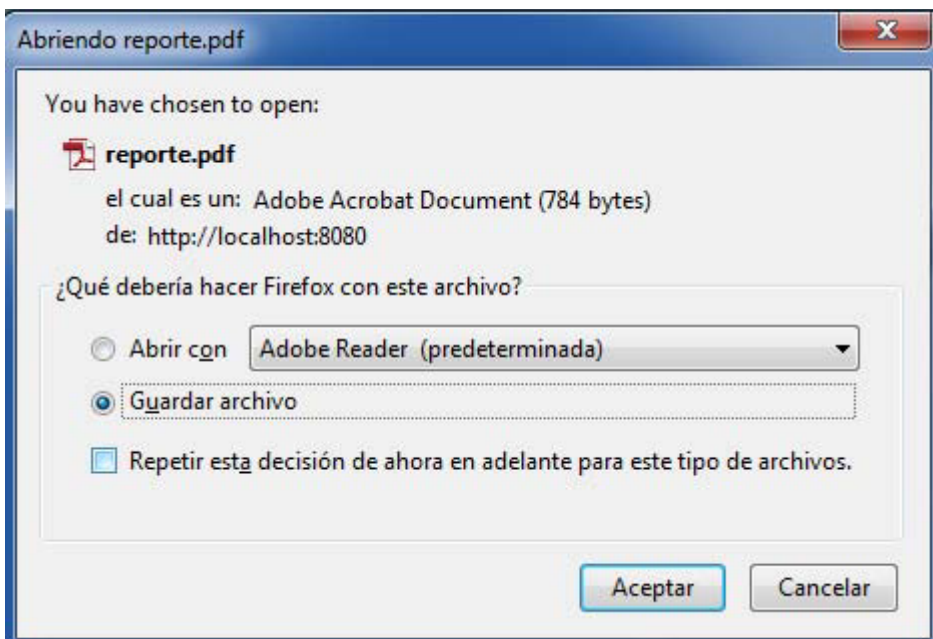 Abriendo reporte.pdf
You have chosen to open:
reporte.pdf
el cual es un: Adobe Acrobat Document (784 bytes)
de: http://localhost:8080
¿Qué debería hacer Firefox con este archivo?
Abrir con Adobe Reader (predeterminada)
Guardar archivo
Repetir esta decisión de ahora en adelante para este tipo de archivos.
Aceptar Cancelar